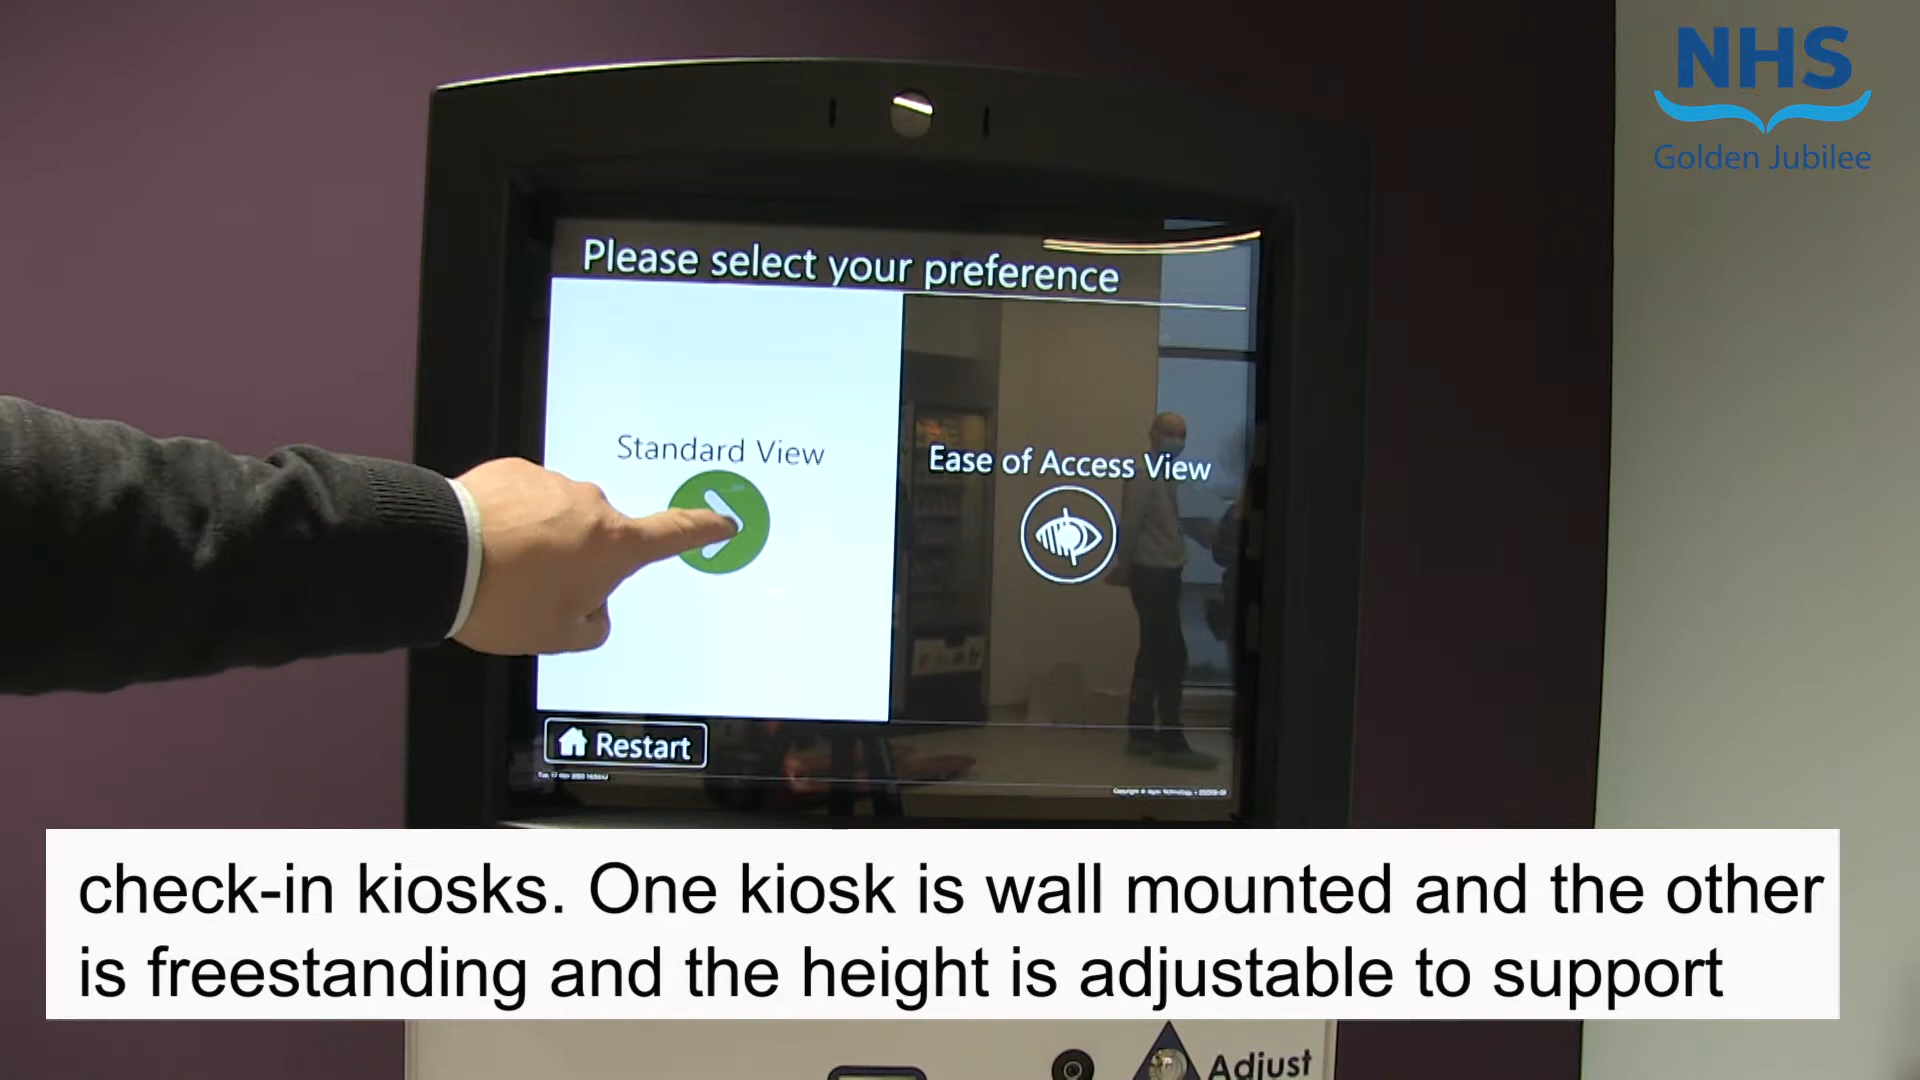 NHS
Golden Jubilee
Please select your preference
Standard View
Ease of Access View
Restart
check-in kiosks. One kiosk is wall mounted and the other
is freestanding and the height is adjustable to support
Adjust